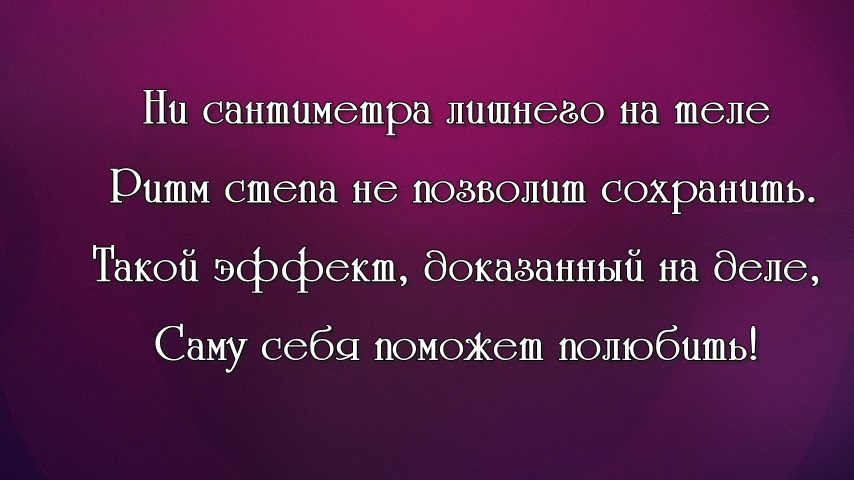 Ни сантиметра лишнего на теле
Ритм степа не позволит сохранить.
Такой эффект, доказанный на деле,
Саму себя поможет полюбить!